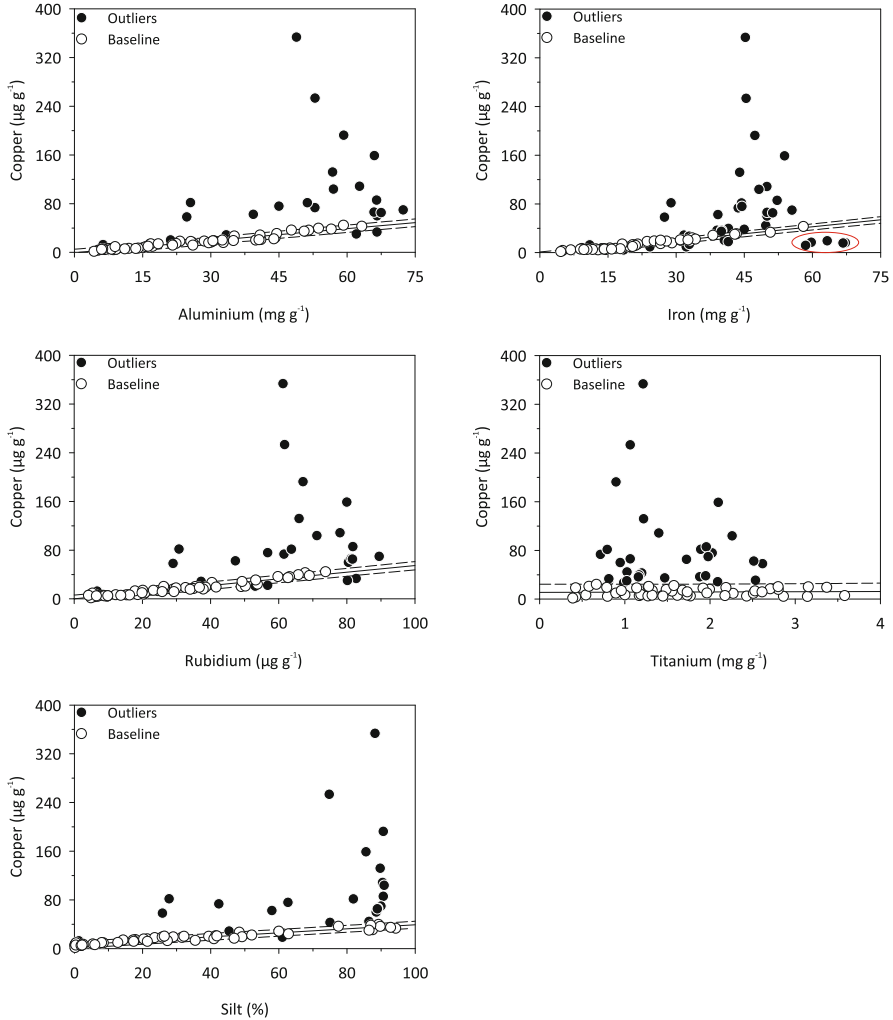 400
320
240
160
80
0
Copper (µg g⁻¹)
Outliers
Baseline
0 15 30 45 60 75
Aluminium (mg g⁻¹)
400
320
240
160
80
0
Copper (µg g⁻¹)
Outliers
Baseline
0 15 30 45 60 75
Iron (mg g⁻¹)
400
320
240
160
80
0
Copper (µg g⁻¹)
Outliers
Baseline
0 20 40 60 80 100
Rubidium (µg g⁻¹)
400
320
240
160
80
0
Copper (µg g⁻¹)
Outliers
Baseline
0 1 2 3 4
Titanium (mg g⁻¹)
400
320
240
160
80
0
Copper (µg g⁻¹)
Outliers
Baseline
0 20 40 60 80 100
Silt (%)